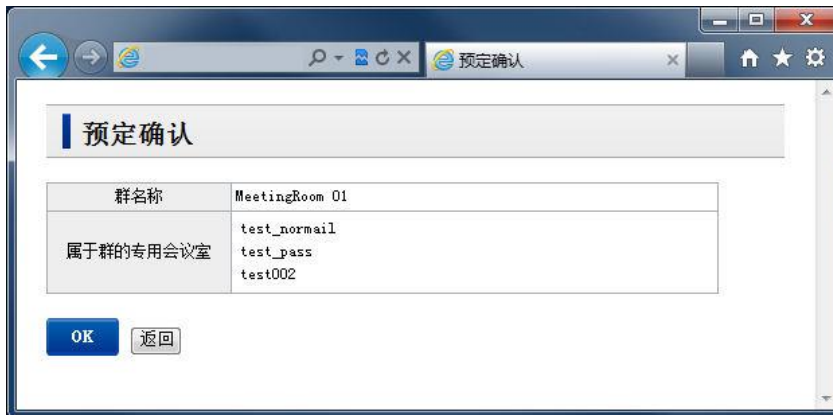 预定确认
预定确认
群名称 MeetingRoom 01
属于群的专用会议室 test_normail
test_pass
test002
OK 返回